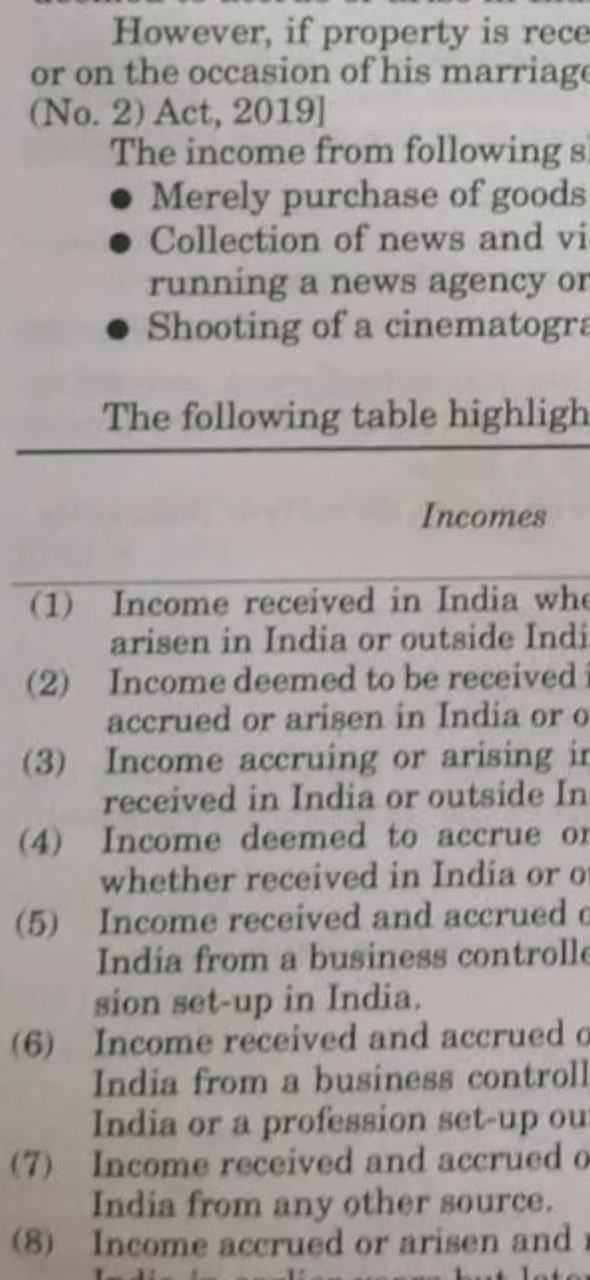 However, if property is rece
or on the occasion of his marriage
(No. 2) Act, 2019]
The income from following s
● Merely purchase of goods
● Collection of news and vi
running a news agency or
● Shooting of a cinematogra
The following table highligh
Incomes
(1) Income received in India whe
arisen in India or outside Indi
(2) Income deemed to be received i
accrued or arisen in India or o
(3) Income accruing or arising in
received in India or outside In
(4) Income deemed to accrue or
whether received in India or o
(5) Income received and accrued o
India from a business controlle
sion set-up in India.
(6) Income received and accrued o
India from a business controll
India or a profession set-up ou
(7) Income received and accrued o
India from any other source.
(8) Income accrued or arisen and